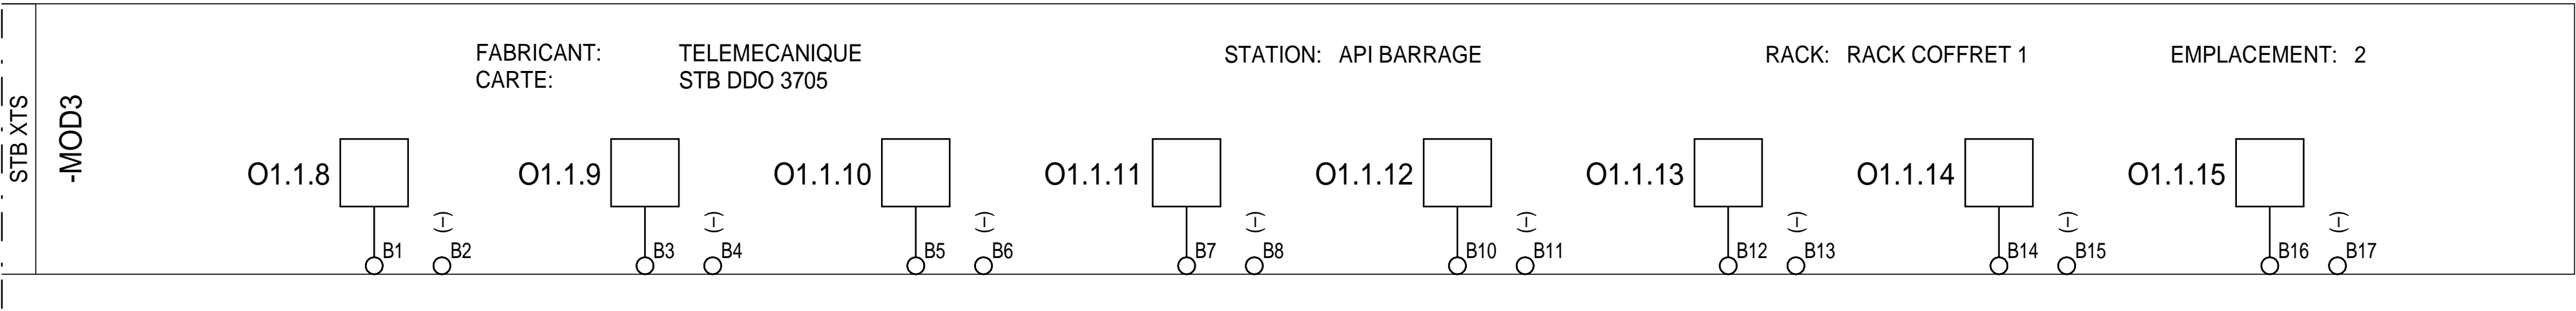 FABRICANT: TELEMECANIQUE STATION: API BARRAGE RACK: RACK COFFRET 1 EMPLACEMENT: 2
CARTE: STB DDO 3705
STB XTS
-MOD3
O1.1.8 O1.1.9 O1.1.10 O1.1.11 O1.1.12 O1.1.13 O1.1.14 O1.1.15
(-) (-) (-) (-) (-) (-) (-) (-)
B1 B2 B3 B4 B5 B6 B7 B8 B10 B11 B12 B13 B14 B15 B16 B17